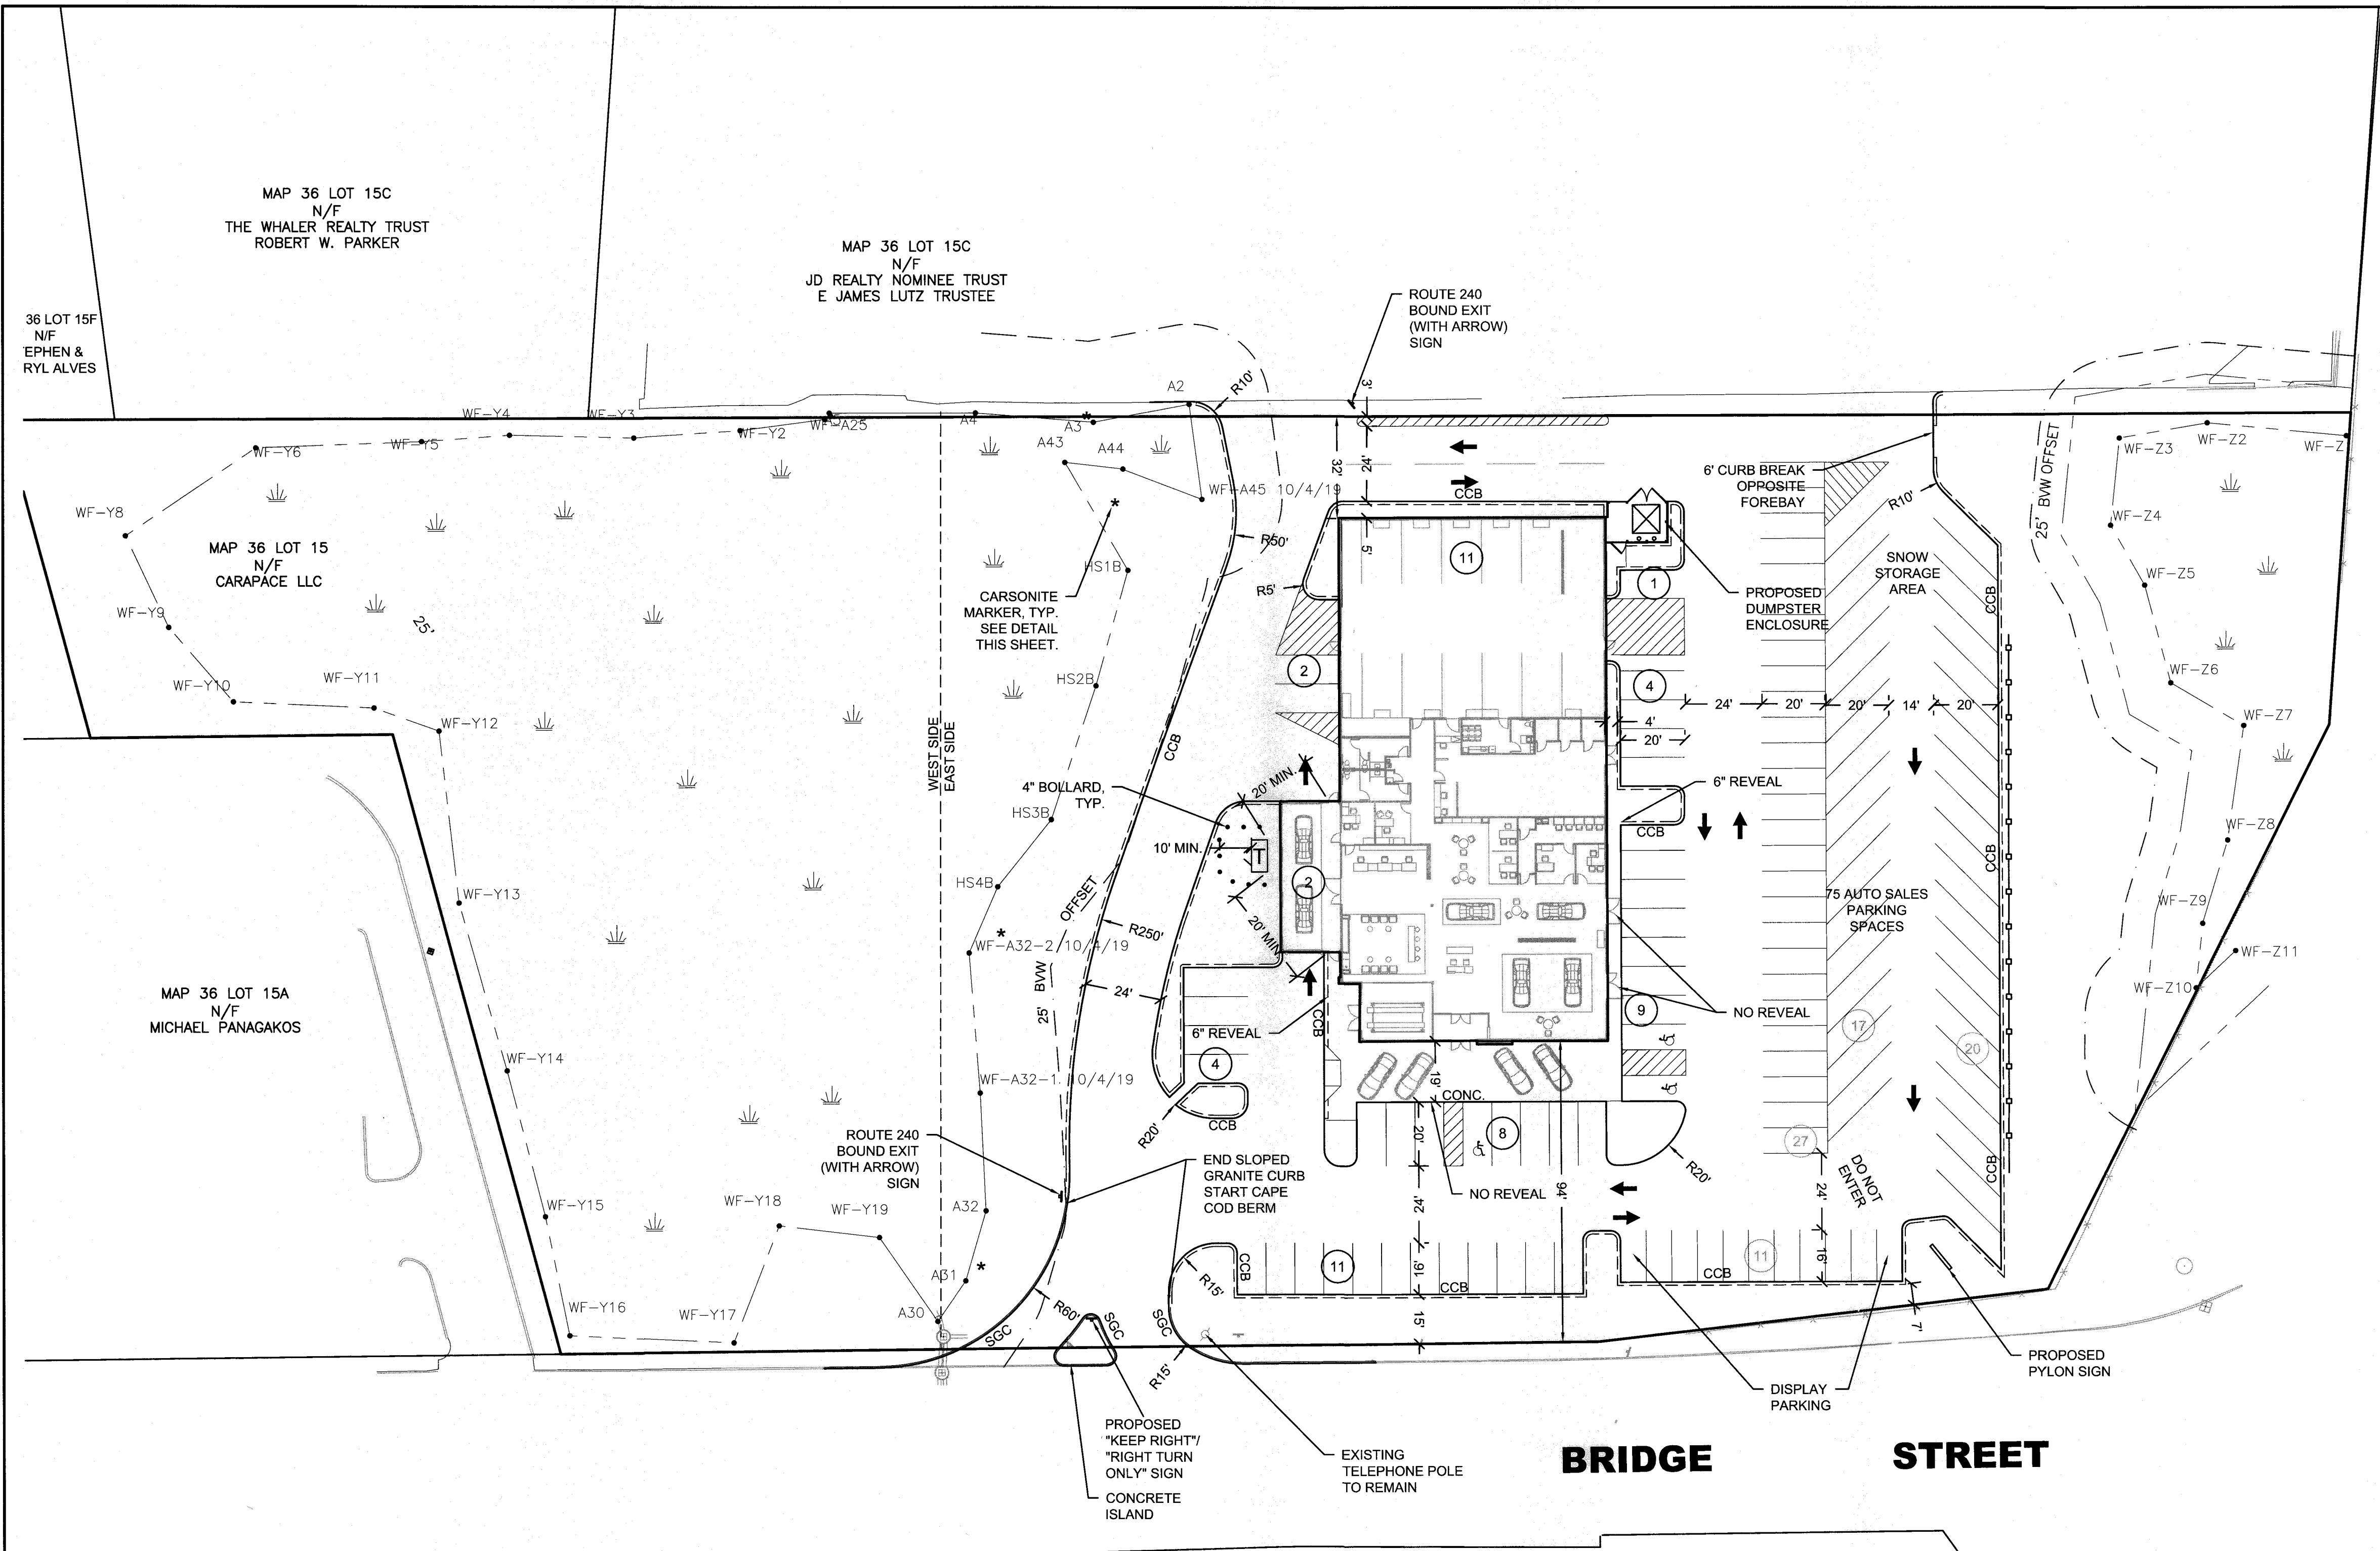 MAP 36 LOT 15C
N/F
THE WHALER REALTY TRUST
ROBERT W. PARKER
MAP 36 LOT 15C
N/F
JD REALTY NOMINEE TRUST
E JAMES LUTZ TRUSTEE
36 LOT 15F
N/F
EPHEN &
RYL ALVES
ROUTE 240
BOUND EXIT
(WITH ARROW)
SIGN
3'
A2
R10'
WF-Y4
WF-Y3
WF-Y2
A25
A4
A3
A43
A44
WF-Y6
WF-Y5
WF-A45 10/4/19
32'
24'
CCB
5'
6' CURB BREAK
OPPOSITE
FOREBAY
R10'
25' BVW OFFSET
WF-Z3
WF-Z2
WF-Z
WF-Z4
WF-Y8
MAP 36 LOT 15
N/F
CARAPACE LLC
25'
WF-Y9
WF-Y10
WF-Y11
WF-Y12
HS1B
R50'
R5'
11
1
CARSONITE
MARKER, TYP.
SEE DETAIL
THIS SHEET.
PROPOSED
DUMPSTER
ENCLOSURE
SNOW
STORAGE
AREA
CCB
WF-Z5
WF-Z6
HS2B
2
4
24'
20'
20'
14'
20'
4'
20'
WF-Z7
WEST SIDE
EAST SIDE
CCB
4" BOLLARD,
TYP.
20' MIN.
6" REVEAL
CCB
HS3B
10' MIN.
T
2
WF-Z8
CCB
HS4B
OFFSET
20' MIN.
75 AUTO SALES
PARKING
SPACES
WF-Z9
WF-Y13
R250'
WF-A32-2 10/4/19
WF-Z11
WF-Z10
MAP 36 LOT 15A
N/F
MICHAEL PANAGAKOS
25' BVW
24'
6" REVEAL
CCB
9
NO REVEAL
17
20
WF-Y14
4
WF-A32-1 10/4/19
19'
CONC.
R20'
CCB
20'
8
94'
R20'
27
DO NOT
ENTER
CCB
ROUTE 240
BOUND EXIT
(WITH ARROW)
SIGN
END SLOPED
GRANITE CURB
START CAPE
COD BERM
NO REVEAL
24'
24'
WF-Y15
WF-Y18
WF-Y19
A32
A31
A30
CCB
11
16'
CCB
11
CCB
16'
R15'
WF-Y16
WF-Y17
SGC
R60'
SGC
SGC
R15'
15'
7'
PROPOSED
PYLON SIGN
DISPLAY
PARKING
PROPOSED
"KEEP RIGHT"/
"RIGHT TURN
ONLY" SIGN
CONCRETE
ISLAND
EXISTING
TELEPHONE POLE
TO REMAIN
BRIDGE STREET